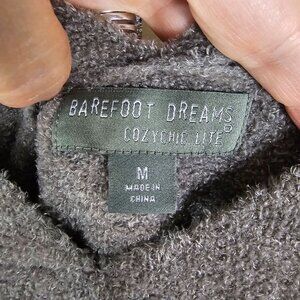 BAREFOOT DREAMS®
COZYCHIC LITE®
M
MADE IN
CHINA